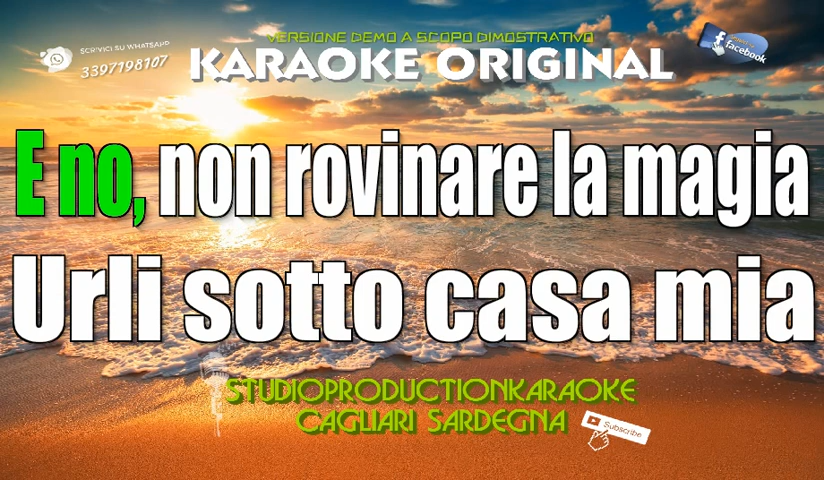 VERSIONE DEMO A SCOPO DIMOSTRATIVO
SCRIVICI SU WHATSAPP
3397198107
KARAOKE ORIGINAL
facebook
E no, non rovinare la magia
Urli sotto casa mia
STUDIOPRODUCTIONKARAOKE
CAGLIARI SARDEGNA
Subscribe